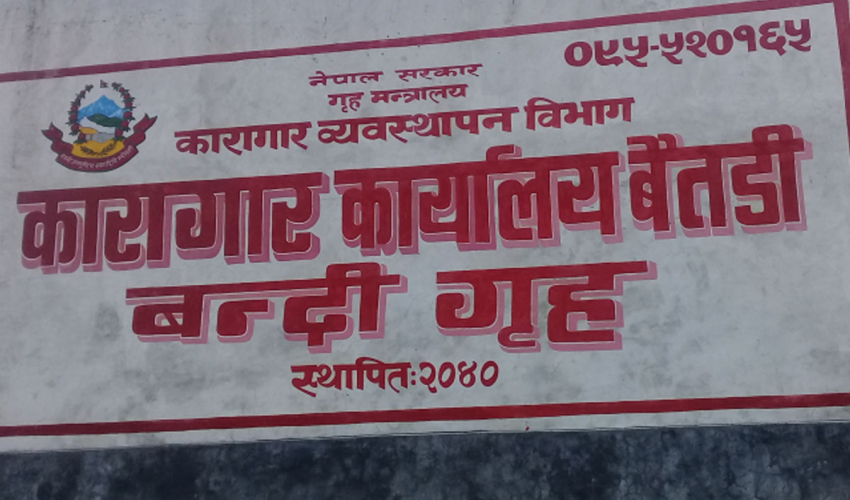 ०९५-५२०१६५
नेपाल सरकार
गृह मन्त्रालय
कारागार व्यवस्थापन विभाग
कारागार कार्यालय बैतडी
बन्दी गृह
स्थापितः२०४०